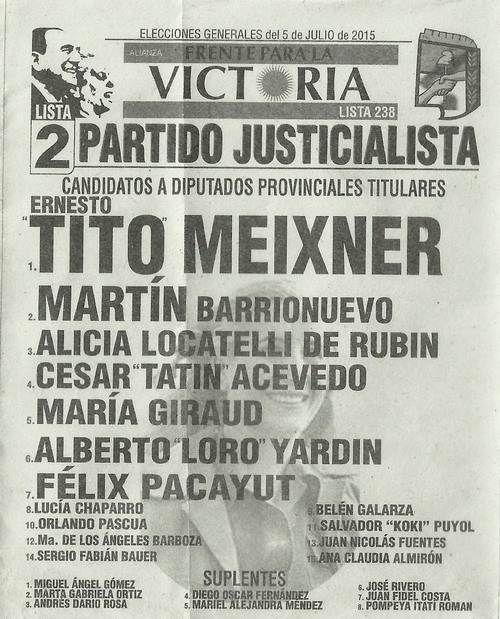 ELECCIONES GENERALES del 5 de JULIO de 2015
ALIANZA FRENTE PARA LA
VICTORIA
LISTA 238
LISTA
2 PARTIDO JUSTICIALISTA
CANDIDATOS A DIPUTADOS PROVINCIALES TITULARES
ERNESTO
1. "TITO" MEIXNER
2. MARTÍN BARRIONUEVO
3. ALICIA LOCATELLI DE RUBIN
4. CESAR "TATIN" ACEVEDO
5. MARÍA GIRAUD
6. ALBERTO "LORO" YARDIN
7. FÉLIX PACAYUT
8. LUCÍA CHAPARRO
9. BELÉN GALARZA
10. ORLANDO PASCUA
11. SALVADOR "KOKI" PUYOL
12. Ma. DE LOS ÁNGELES BARBOZA
13. JUAN NICOLÁS FUENTES
14. SERGIO FABIÁN BAUER
15. ANA CLAUDIA ALMIRÓN
SUPLENTES
1. MIGUEL ÁNGEL GÓMEZ
2. MARTA GABRIELA ORTIZ
3. ANDRÉS DARIO ROSA
4. DIEGO OSCAR FERNÁNDEZ
5. MARIEL ALEJANDRA MENDEZ
6. JOSÉ RIVERO
7. JUAN FIDEL COSTA
8. POMPEYA ITATI ROMAN